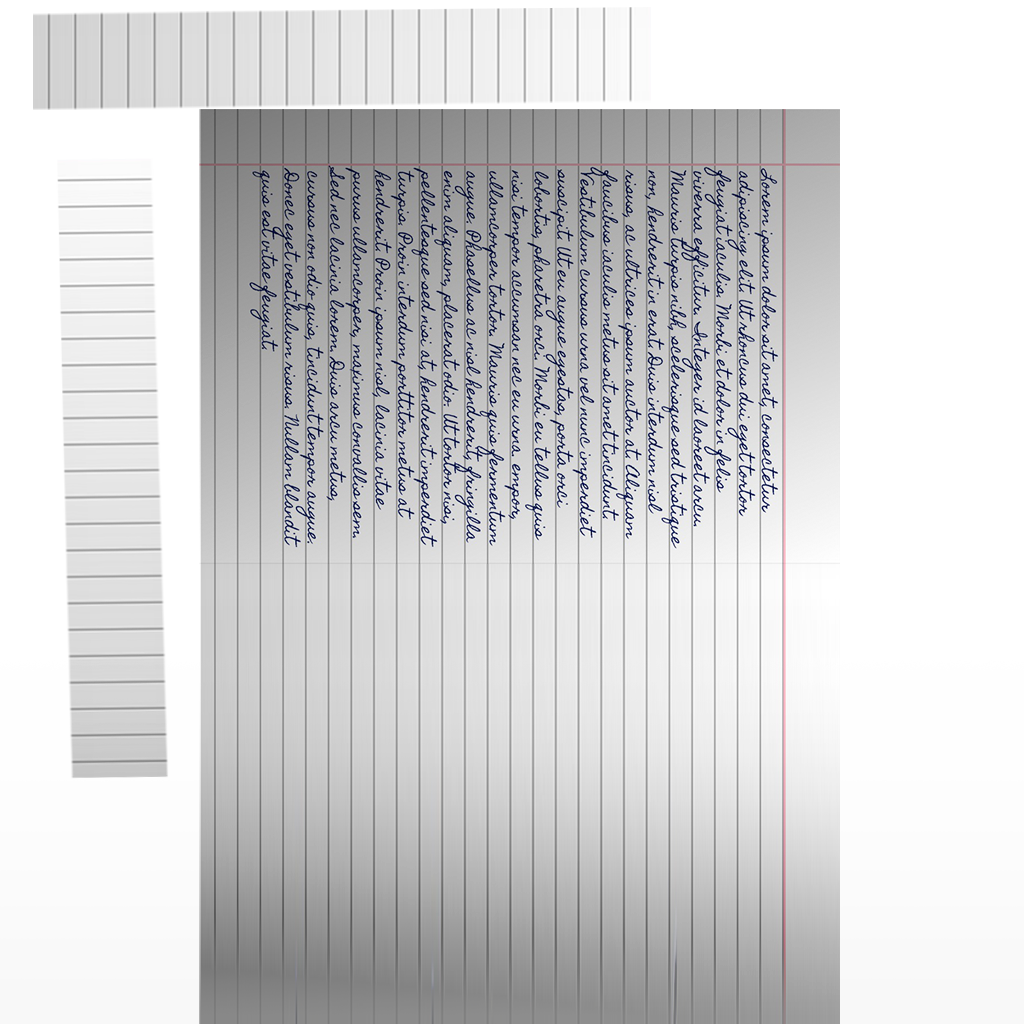 Lorem ipsum dolor sit amet, consectetur
adipiscing elit. Ut rhoncus dui eget tortor
feugiat iaculis. Morbi et dolor in felis
viverra efficitur. Integer id laoreet arcu.
Mauris turpis nibh, scelerisque sed tristique
non, hendrerit in erat. Duis interdum nisl
risus, ac ultrices ipsum auctor at. Aliquam
faucibus iaculis metus sit amet tincidunt.
Vestibulum cursus urna vel nunc imperdiet
suscipit. Ut eu augue egestas, porta orci
lobortis, pharetra orci. Morbi eu tellus quis
nisi tempor accumsan nec eu urna. empor,
ullamcorper tortor. Mauris quis fermentum
augue. Phasellus ac nisl hendrerit, fringilla
enim aliquam, placerat odio. Ut tortor nisi,
pellentesque sed nisi at, hendrerit imperdiet
turpis. Proin interdum porttitor metus at
hendrerit. Proin ipsum nisl, lacinia vitae
purus ullamcorper, maximus convallis sem.
Sed nec lacinia lorem. Duis arcu metus,
cursus non odio quis, tincidunt tempor augue.
Donec eget vestibulum risus. Nullam blandit
quis est vitae feugiat.